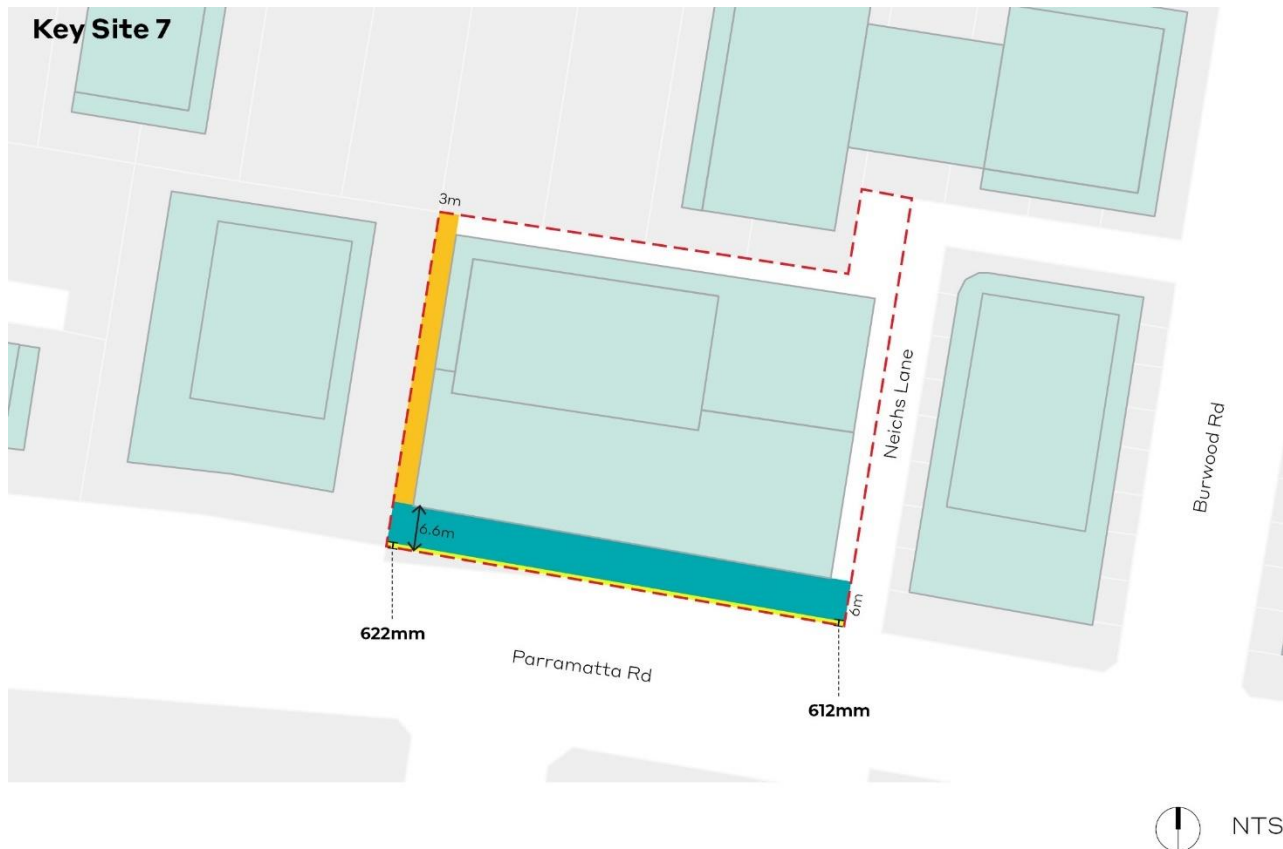 Key Site 7
3m
6.6m
Neichs Lane
Burwood Rd
6m
622mm
Parramatta Rd
612mm
NTS